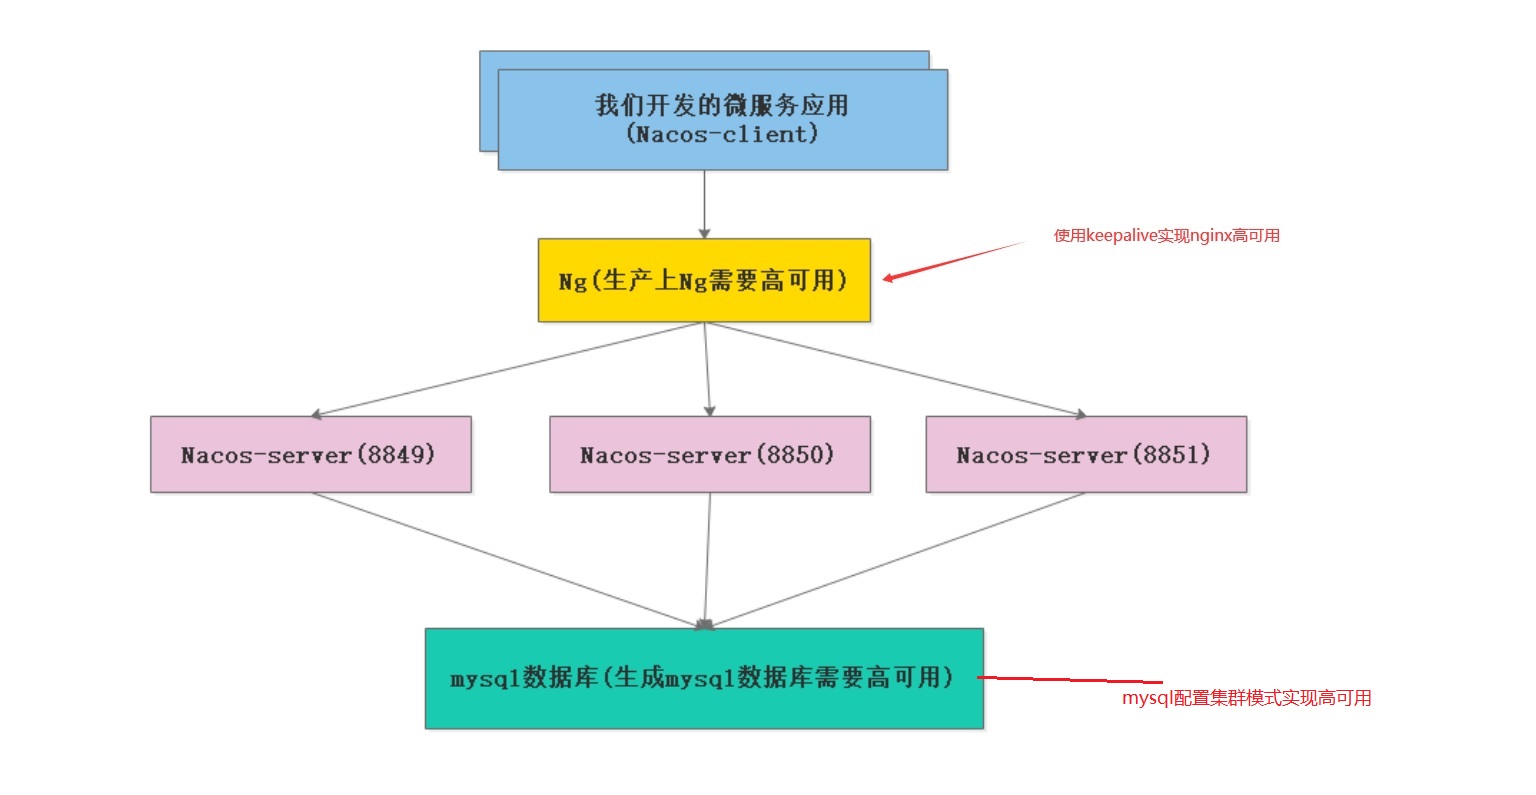 我们开发的微服务应用
(Nacos-client)
使用keepalive实现nginx高可用
Ng(生产上Ng需要高可用)
Nacos-server(8849)
Nacos-server(8850)
Nacos-server(8851)
mysql数据库(生成mysql数据库需要高可用)
mysql配置集群模式实现高可用